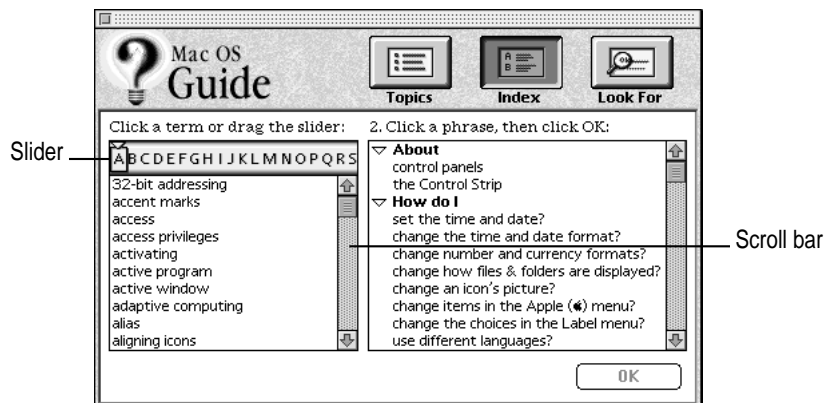 Mac OS
Guide
Topics
Index
Look For
Click a term or drag the slider:
Slider
A B C D E F G H I J K L M N O P Q R S
32-bit addressing
accent marks
access
access privileges
activating
active program
active window
adaptive computing
alias
aligning icons
2. Click a phrase, then click OK:
About
control panels
the Control Strip
How do I
set the time and date?
change the time and date format?
change number and currency formats?
change how files & folders are displayed?
change an icon's picture?
change items in the Apple () menu?
change the choices in the Label menu?
use different languages?
Scroll bar
OK